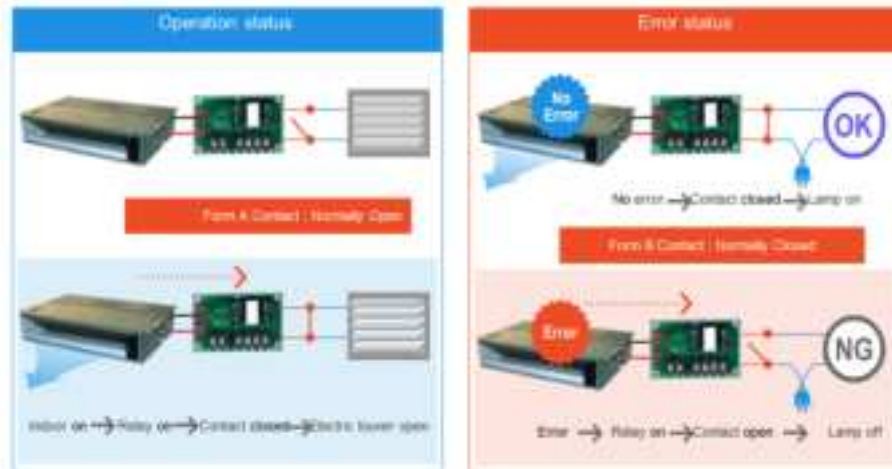 Operation status
Form A Contact : Normally Open
Indoor on → Relay on → Contact closed → Electric louver open
Error status
No
Error
OK
No error → Contact closed → Lamp on
Form B Contact : Normally Closed
Error
NG
Error → Relay on → Contact open → Lamp off